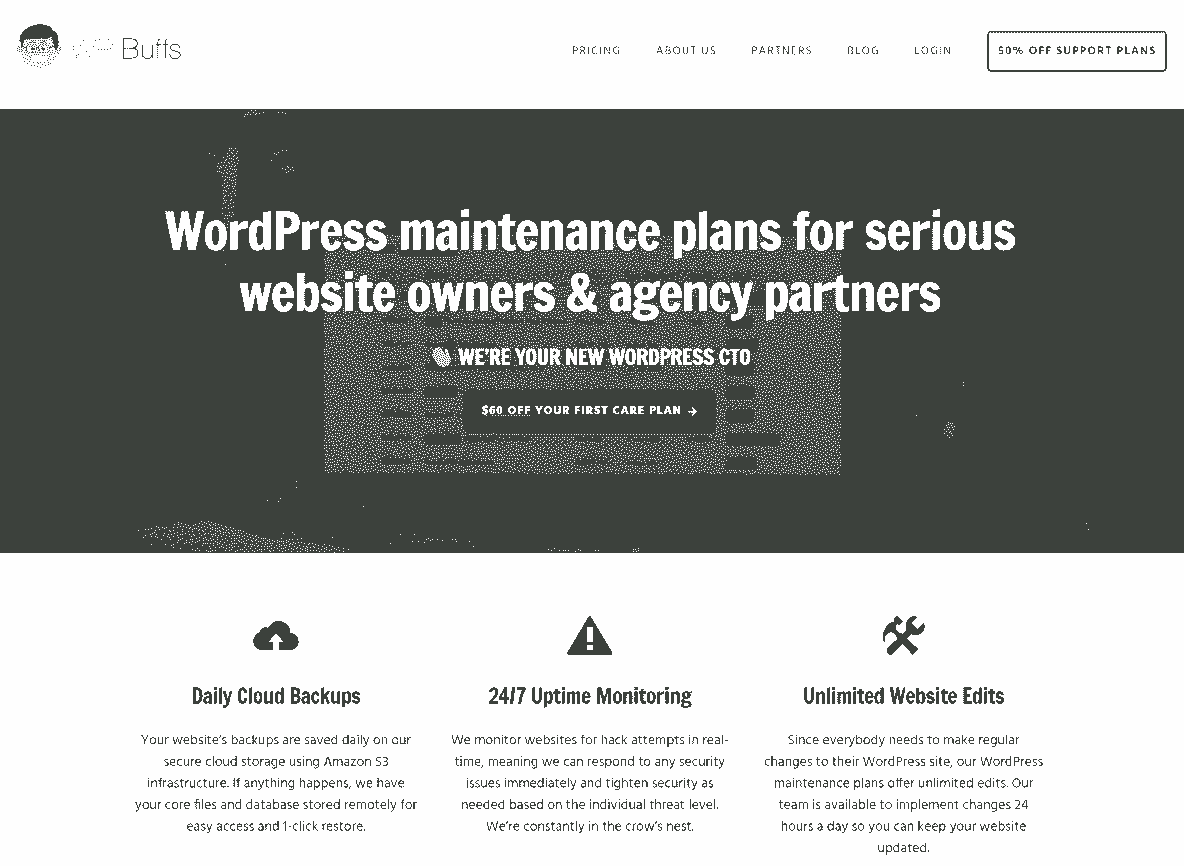 WP Buffs
PRICING ABOUT US PARTNERS BLOG LOGIN 50% OFF SUPPORT PLANS
WordPress maintenance plans for serious
website owners & agency partners
👋 WE'RE YOUR NEW WORDPRESS CTO
$60 OFF YOUR FIRST CARE PLAN →
Daily Cloud Backups
Your website's backups are saved daily on our
secure cloud storage using Amazon S3
infrastructure. If anything happens, we have
your core files and database stored remotely for
easy access and 1-click restore.
24/7 Uptime Monitoring
We monitor websites for hack attempts in real-
time, meaning we can respond to any security
issues immediately and tighten security as
needed based on the individual threat level.
We're constantly in the crow's nest.
Unlimited Website Edits
Since everybody needs to make regular
changes to their WordPress site, our WordPress
maintenance plans offer unlimited edits. Our
team is available to implement changes 24
hours a day so you can keep your website
updated.